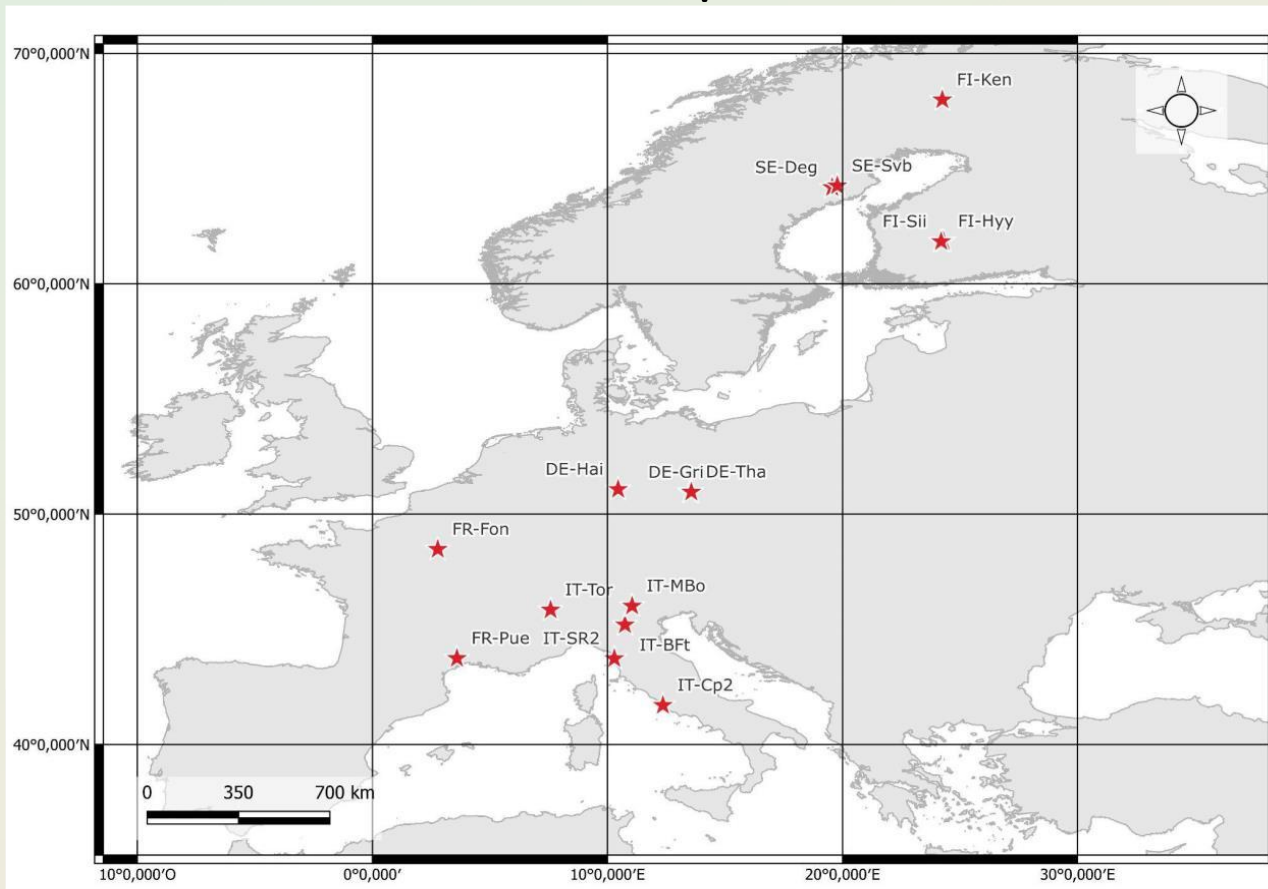 70°0,000'N
FI-Ken
SE-Deg
SE-Svb
FI-Sii
FI-Hyy
60°0,000'N
DE-Hai
DE-Gri
DE-Tha
50°0,000'N
FR-Fon
IT-Tor
IT-MBo
FR-Pue
IT-SR2
IT-BFt
IT-Cp2
40°0,000'N
0
350
700 km
10°0,000'O
0°0,000'
10°0,000'E
20°0,000'E
30°0,000'E